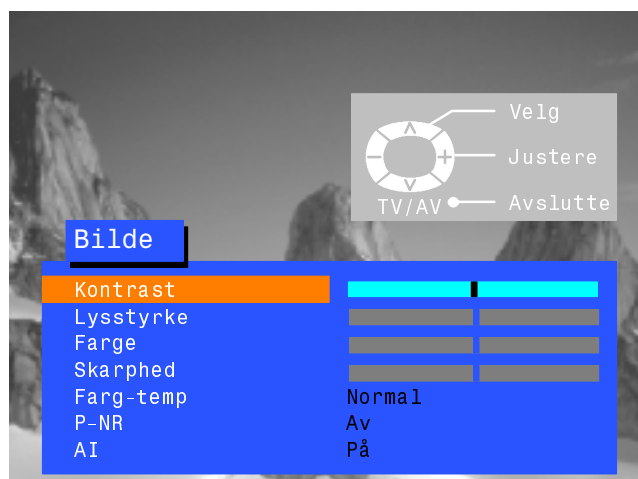 Velg
Justere
TV/AV Avslutte
Bilde
Kontrast
Lysstyrke
Farge
Skarphed
Farg-temp Normal
P-NR Av
AI På